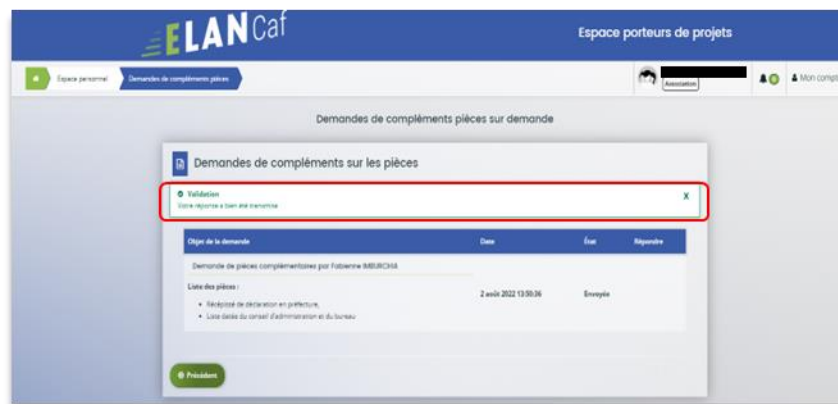 ELAN Caf
Espace porteurs de projets
Espace personnel
Demandes de compléments pièces
Association
0
Mon compt
Demandes de compléments pièces sur demande
Demandes de compléments sur les pièces
Validation
X
Votre réponse a bien été transmise
Objet de la demande Date État Répondre
Demande de pièces complémentaires par Fabienne IMBURCHIA
Liste des pièces :
2 août 2022 13:50:36 Envoyée
Récépissé de déclaration en préfecture,
Liste datée du conseil d'administration et du bureau
Précédent